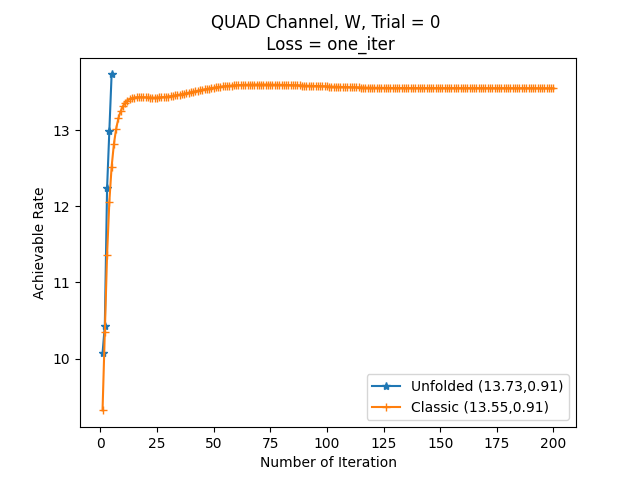 QUAD Channel, W, Trial = 0
Loss = one_iter
Achievable Rate
13
12
11
10
0 25 50 75 100 125 150 175 200
Number of Iteration
Unfolded (13.73,0.91)
Classic (13.55,0.91)